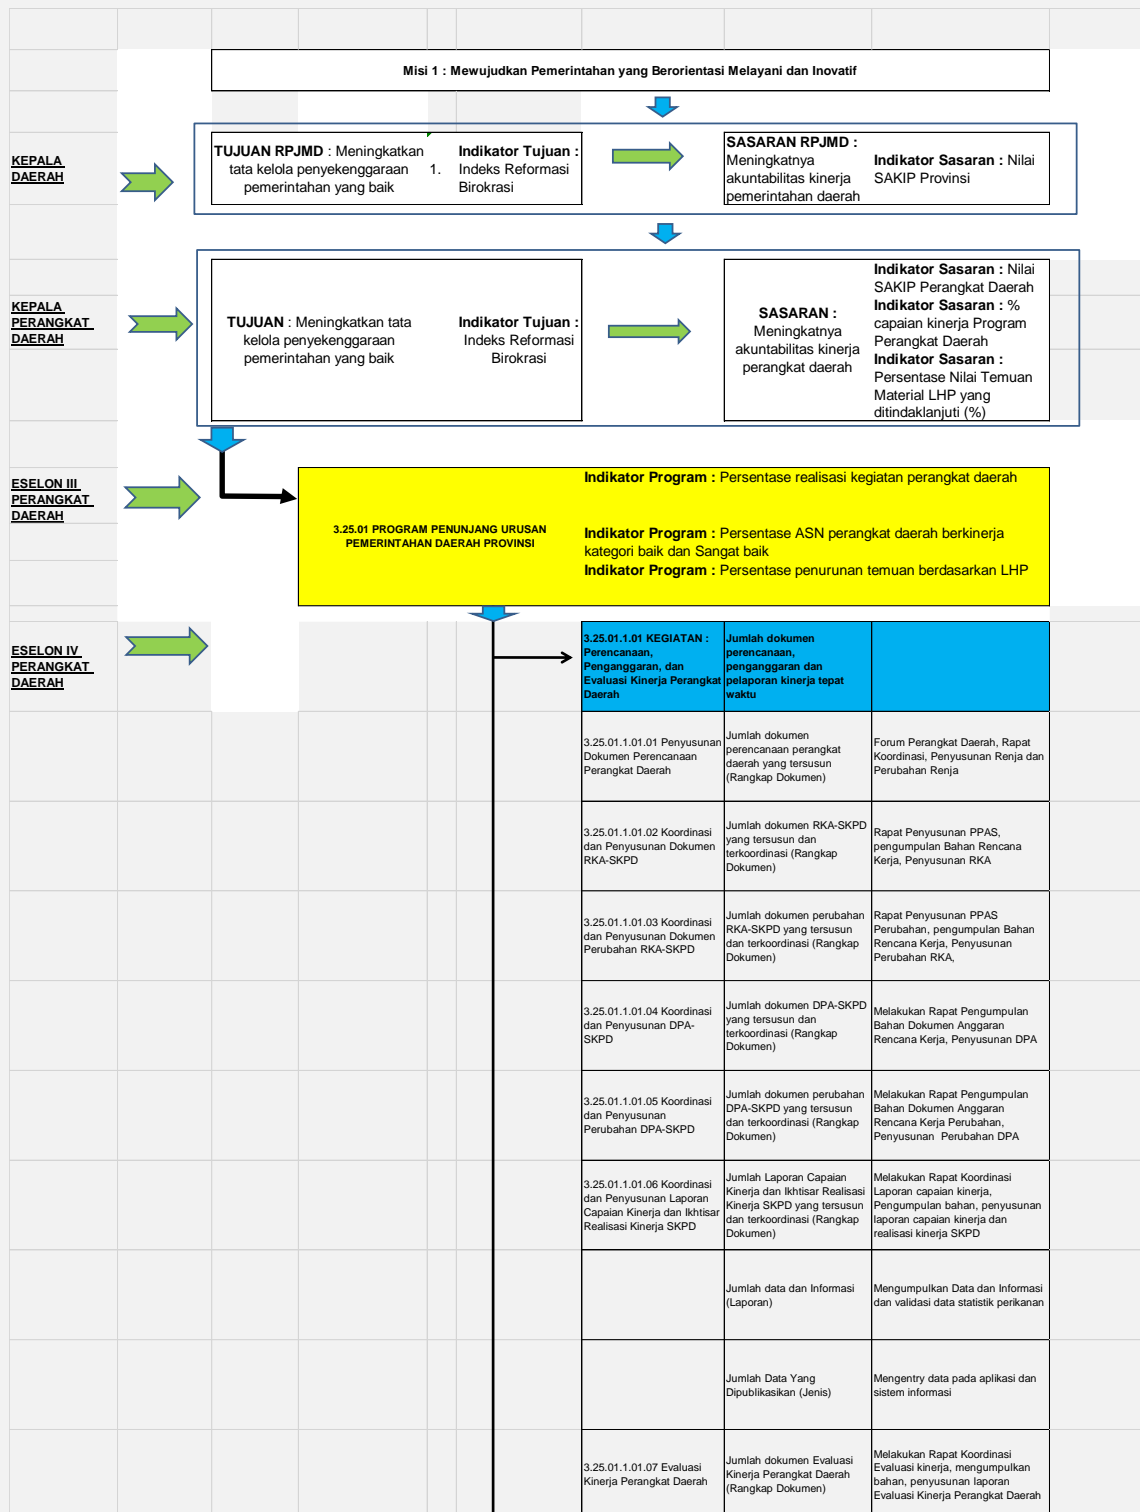 Misi 1 : Mewujudkan Pemerintahan yang Berorientasi Melayani dan Inovatif
KEPALA
DAERAH
TUJUAN RPJMD : Meningkatkan
tata kelola penyekenggaraan
pemerintahan yang baik
1.
Indikator Tujuan :
Indeks Reformasi
Birokrasi
SASARAN RPJMD :
Meningkatnya
akuntabilitas kinerja
pemerintahan daerah
Indikator Sasaran : Nilai
SAKIP Provinsi
KEPALA
PERANGKAT
DAERAH
TUJUAN : Meningkatkan tata
kelola penyekenggaraan
pemerintahan yang baik
Indikator Tujuan :
Indeks Reformasi
Birokrasi
SASARAN :
Meningkatnya
akuntabilitas kinerja
perangkat daerah
Indikator Sasaran : Nilai
SAKIP Perangkat Daerah
Indikator Sasaran : %
capaian kinerja Program
Perangkat Daerah
Indikator Sasaran :
Persentase Nilai Temuan
Material LHP yang
ditindaklanjuti (%)
ESELON III
PERANGKAT
DAERAH
3.25.01 PROGRAM PENUNJANG URUSAN
PEMERINTAHAN DAERAH PROVINSI
Indikator Program : Persentase realisasi kegiatan perangkat daerah
Indikator Program : Persentase ASN perangkat daerah berkinerja
kategori baik dan Sangat baik
Indikator Program : Persentase penurunan temuan berdasarkan LHP
ESELON IV
PERANGKAT
DAERAH
3.25.01.1.01 KEGIATAN :
Perencanaan,
Penganggaran, dan
Evaluasi Kinerja Perangkat
Daerah
Jumlah dokumen
perencanaan,
penganggaran dan
pelaporan kinerja tepat
waktu
3.25.01.1.01.01 Penyusunan
Dokumen Perencanaan
Perangkat Daerah
Jumlah dokumen
perencanaan perangkat
daerah yang tersusun
(Rangkap Dokumen)
Forum Perangkat Daerah, Rapat
Koordinasi, Penyusunan Renja dan
Perubahan Renja
3.25.01.1.01.02 Koordinasi
dan Penyusunan Dokumen
RKA-SKPD
Jumlah dokumen RKA-SKPD
yang tersusun dan
terkoordinasi (Rangkap
Dokumen)
Rapat Penyusunan PPAS,
pengumpulan Bahan Rencana
Kerja, Penyusunan RKA
3.25.01.1.01.03 Koordinasi
dan Penyusunan Dokumen
Perubahan RKA-SKPD
Jumlah dokumen perubahan
RKA-SKPD yang tersusun
dan terkoordinasi (Rangkap
Dokumen)
Rapat Penyusunan PPAS
Perubahan, pengumpulan Bahan
Rencana Kerja, Penyusunan
Perubahan RKA,
3.25.01.1.01.04 Koordinasi
dan Penyusunan DPA-
SKPD
Jumlah dokumen DPA-SKPD
yang tersusun dan
terkoordinasi (Rangkap
Dokumen)
Melakukan Rapat Pengumpulan
Bahan Dokumen Anggaran
Rencana Kerja, Penyusunan DPA
3.25.01.1.01.05 Koordinasi
dan Penyusunan
Perubahan DPA-SKPD
Jumlah dokumen perubahan
DPA-SKPD yang tersusun
dan terkoordinasi (Rangkap
Dokumen)
Melakukan Rapat Pengumpulan
Bahan Dokumen Anggaran
Rencana Kerja Perubahan,
Penyusunan Perubahan DPA
3.25.01.1.01.06 Koordinasi
dan Penyusunan Laporan
Capaian Kinerja dan Ikhtisar
Realisasi Kinerja SKPD
Jumlah Laporan Capaian
Kinerja dan Ikhtisar Realisasi
Kinerja SKPD yang tersusun
dan terkoordinasi (Rangkap
Dokumen)
Melakukan Rapat Koordinasi
Laporan capaian kinerja,
Pengumpulan bahan, penyusunan
laporan capaian kinerja dan
realisasi kinerja SKPD
Jumlah data dan Informasi
(Laporan)
Mengumpulkan Data dan Informasi
dan validasi data statistik perikanan
Jumlah Data Yang
Dipublikasikan (Jenis)
Mengentry data pada aplikasi dan
sistem informasi
3.25.01.1.01.07 Evaluasi
Kinerja Perangkat Daerah
Jumlah dokumen Evaluasi
Kinerja Perangkat Daerah
(Rangkap Dokumen)
Melakukan Rapat Koordinasi
Evaluasi kinerja, mengumpulkan
bahan, penyusunan laporan
Evaluasi Kinerja Perangkat Daerah